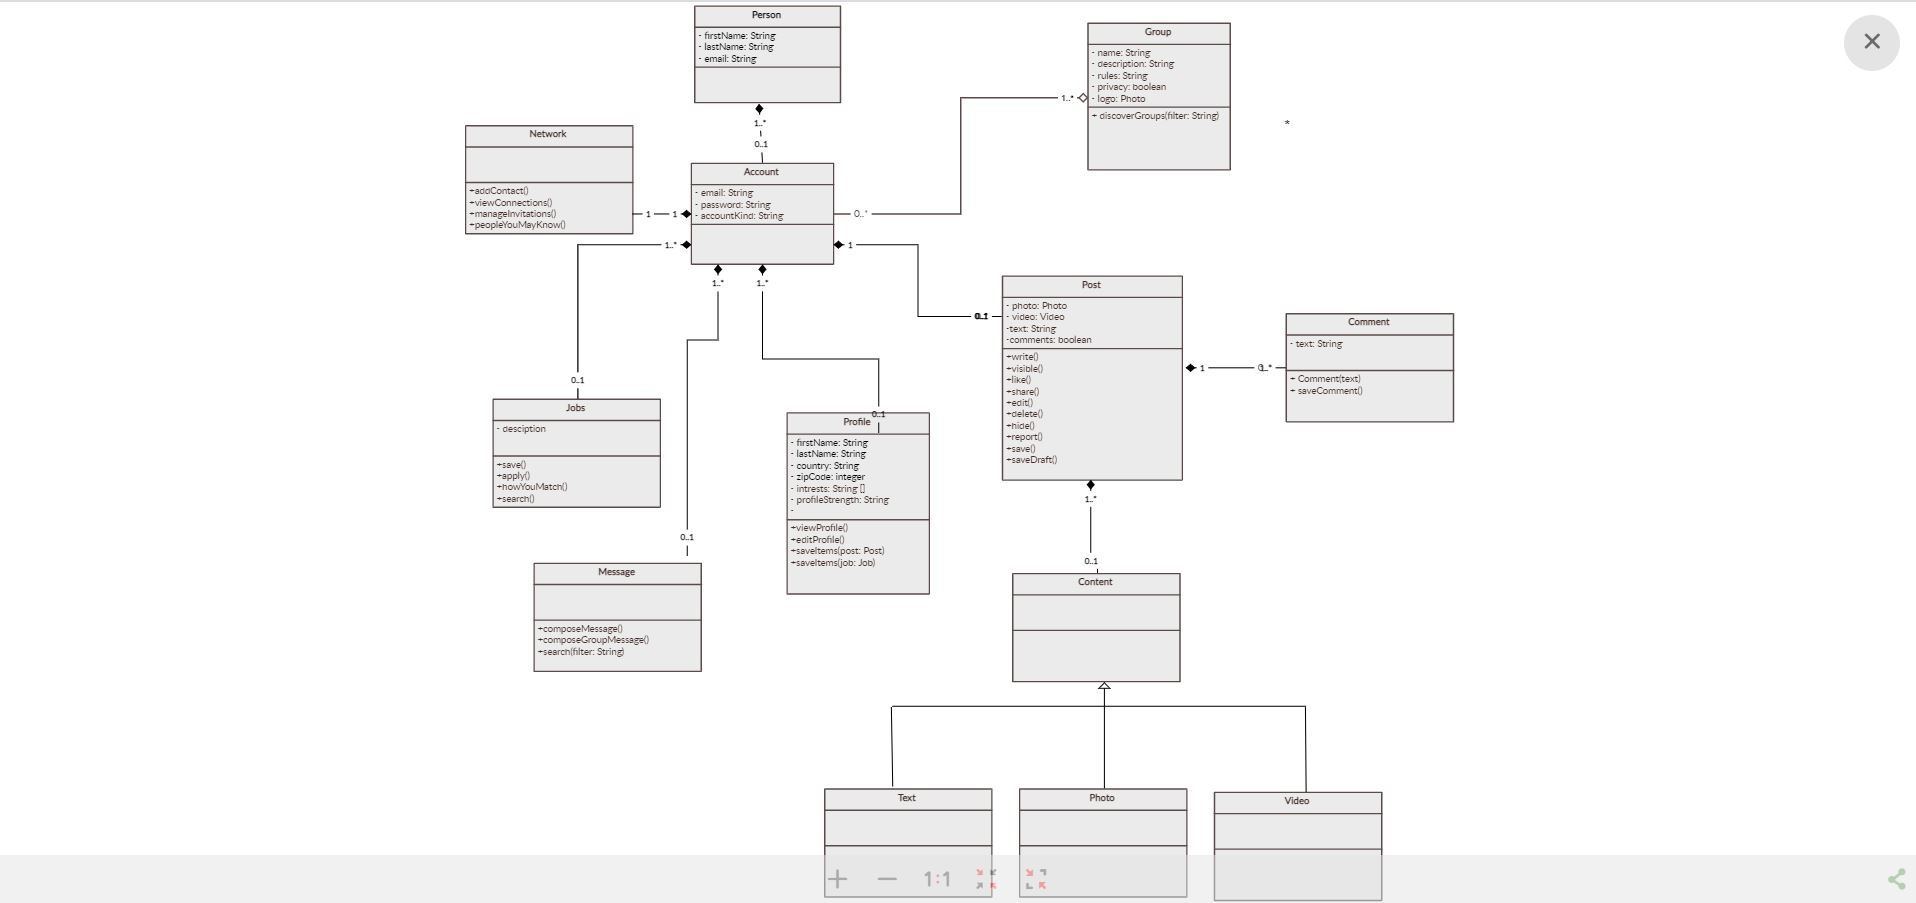 Person
- firstName: String
- lastName: String
- email: String
1..*
0..1
Group
- name: String
- description: String
- rules: String
- privacy: boolean
- logo: Photo
+ discoverGroups(filter: String)
1..*
*
Network
+addContact()
+viewConnections()
+manageInvitations()
+peopleYouMayKnow()
1
1
Account
- email: String
- password: String
- accountKind: String
0..*
1..*
1
1..*
1..*
Post
- photo: Photo
- video: Video
-text: String
-comments: boolean
+write()
+visible()
+like()
+share()
+edit()
+delete()
+hide()
+report()
+save()
+saveDraft()
0..1
1
Comment
- text: String
+ Comment(text)
+ saveComment()
0..1
Jobs
- desciption
+save()
+apply()
+howYouMatch()
+search()
0..1
Profile
- firstName: String
- lastName: String
- country: String
- zipCode: integer
- intrests: String []
- profileStrength: String
-
+viewProfile()
+editProfile()
+saveItems(post: Post)
+saveItems(job: Job)
0..1
Message
+composeMessage()
+composeGroupMessage()
+search(filter: String)
1..*
0..1
Content
Text
Photo
Video
1:1